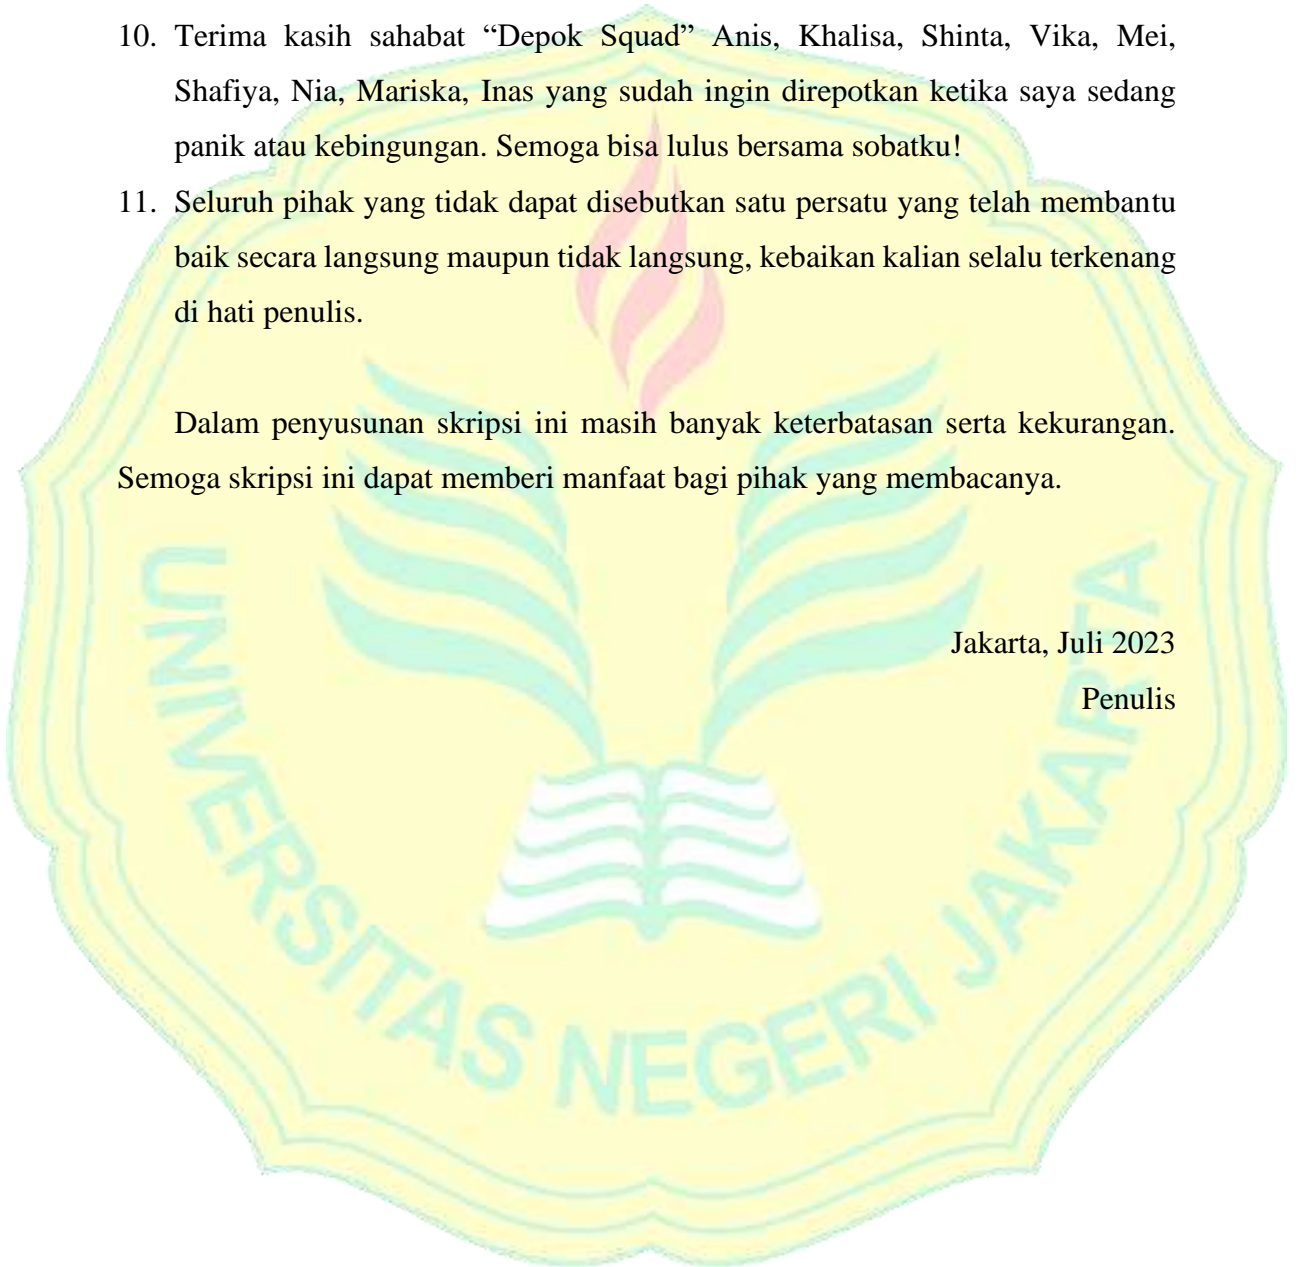 10. Terima kasih sahabat “Depok Squad” Anis, Khalisa, Shinta, Vika, Mei,
Shafiya, Nia, Mariska, Inas yang sudah ingin direpotkan ketika saya sedang
panik atau kebingungan. Semoga bisa lulus bersama sobatku!
11. Seluruh pihak yang tidak dapat disebutkan satu persatu yang telah membantu
baik secara langsung maupun tidak langsung, kebaikan kalian selalu terkenang
di hati penulis.
Dalam penyusunan skripsi ini masih banyak keterbatasan serta kekurangan.
Semoga skripsi ini dapat memberi manfaat bagi pihak yang membacanya.
Jakarta, Juli 2023
Penulis
UNIVERSITAS NEGERI JAKARTA